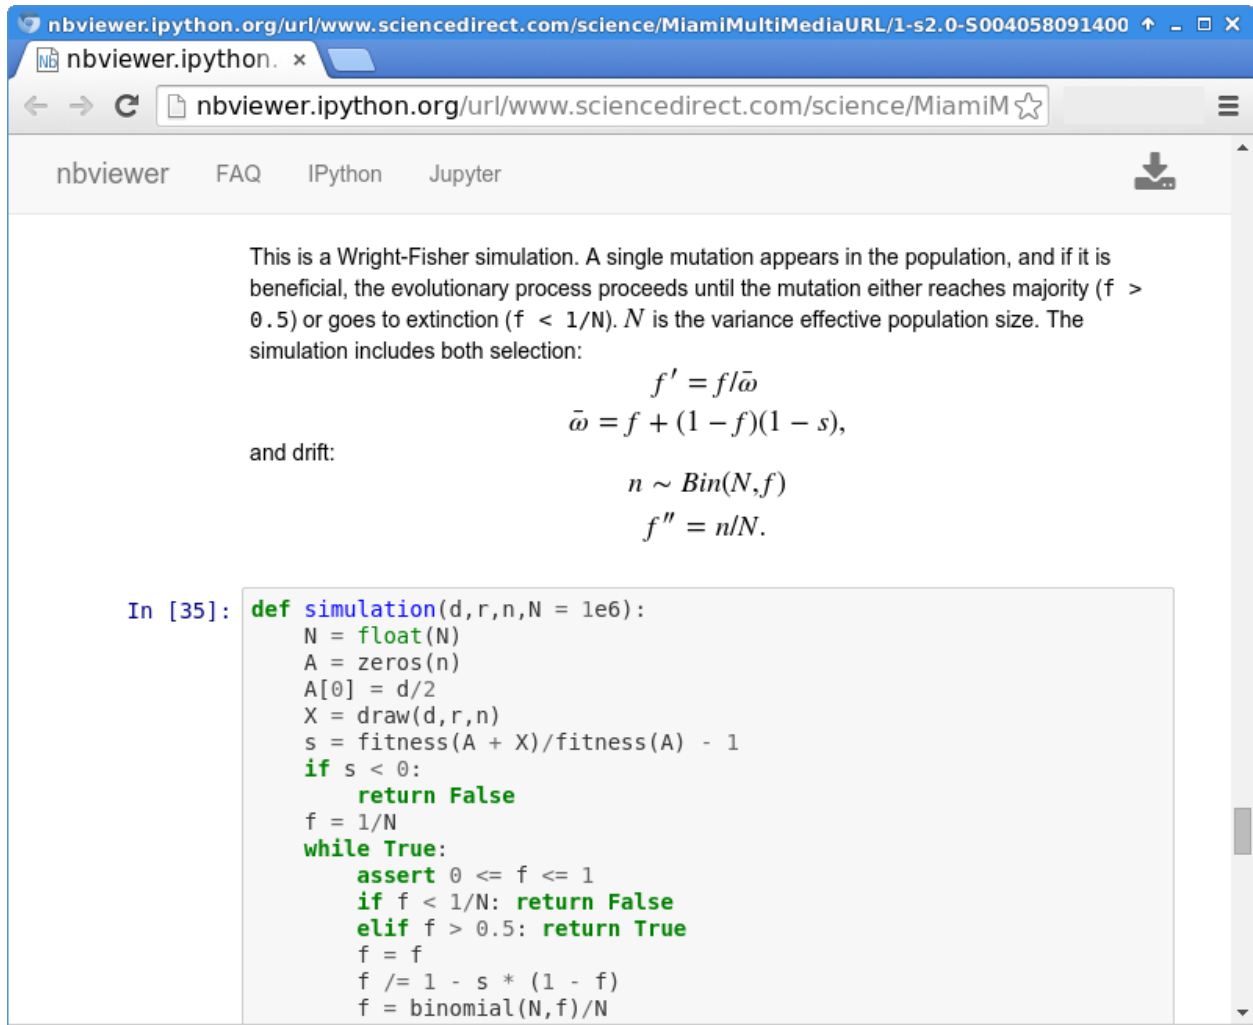 nbviewer.ipython.org/url/www.sciencedirect.com/science/MiamiMultiMediaURL/1-s2.0-S004058091400
nbviewer.ipython.
nbviewer.ipython.org/url/www.sciencedirect.com/science/MiamiM
nbviewer FAQ IPython Jupyter
This is a Wright-Fisher simulation. A single mutation appears in the population, and if it is
beneficial, the evolutionary process proceeds until the mutation either reaches majority (f >
0.5) or goes to extinction (f < 1/N). N is the variance effective population size. The
simulation includes both selection:
f′ = f/ω̄
ω̄ = f + (1 − f)(1 − s),
and drift:
n ∼ Bin(N,f)
f″ = n/N.
In [35]: def simulation(d,r,n,N = 1e6):
    N = float(N)
    A = zeros(n)
    A[0] = d/2
    X = draw(d,r,n)
    s = fitness(A + X)/fitness(A) - 1
    if s < 0:
        return False
    f = 1/N
    while True:
        assert 0 <= f <= 1
        if f < 1/N: return False
        elif f > 0.5: return True
        f = f
        f /= 1 - s * (1 - f)
        f = binomial(N,f)/N